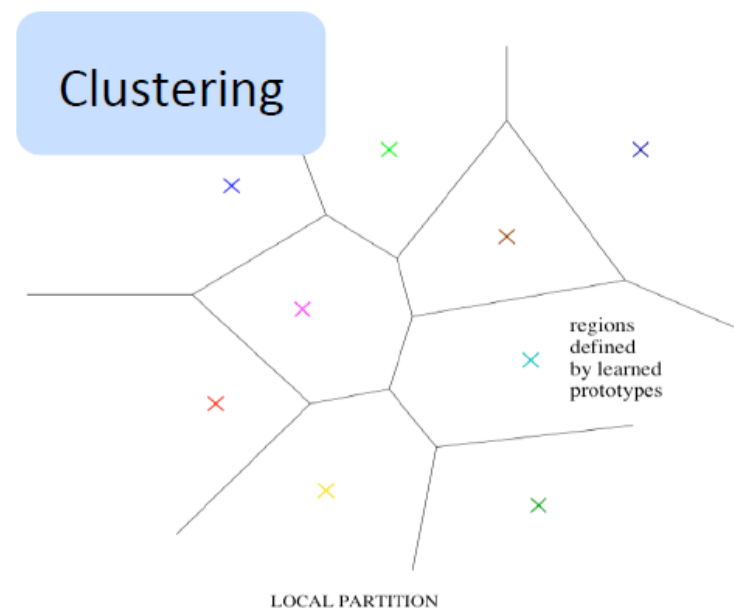 Clustering
regions
defined
by learned
prototypes
LOCAL PARTITION